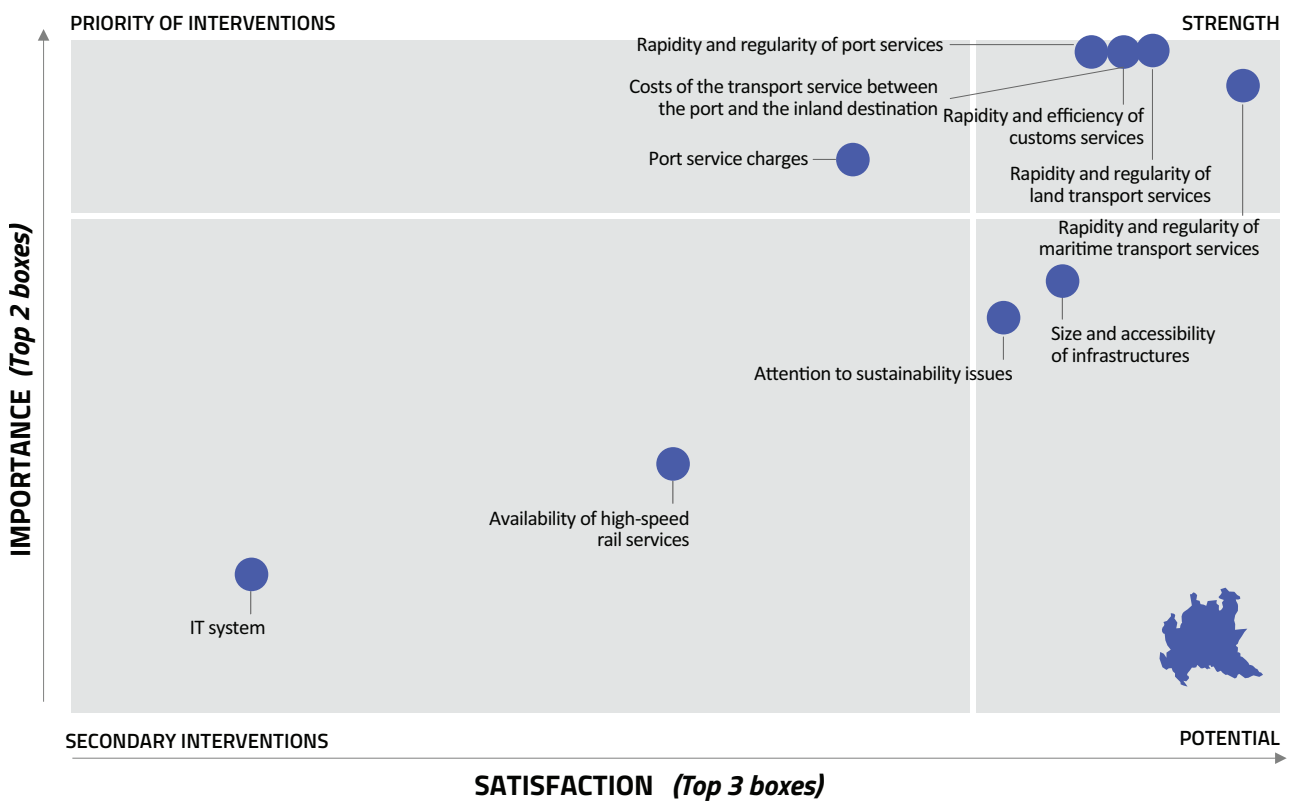 PRIORITY OF INTERVENTIONS
STRENGTH
Rapidity and regularity of port services
Costs of the transport service between
the port and the inland destination
Rapidity and efficiency of
customs services
Port service charges
Rapidity and regularity of
land transport services
Rapidity and regularity of
maritime transport services
Size and accessibility
of infrastructures
Attention to sustainability issues
Availability of high-speed
rail services
IT system
IMPORTANCE (Top 2 boxes)
SECONDARY INTERVENTIONS
POTENTIAL
SATISFACTION (Top 3 boxes)